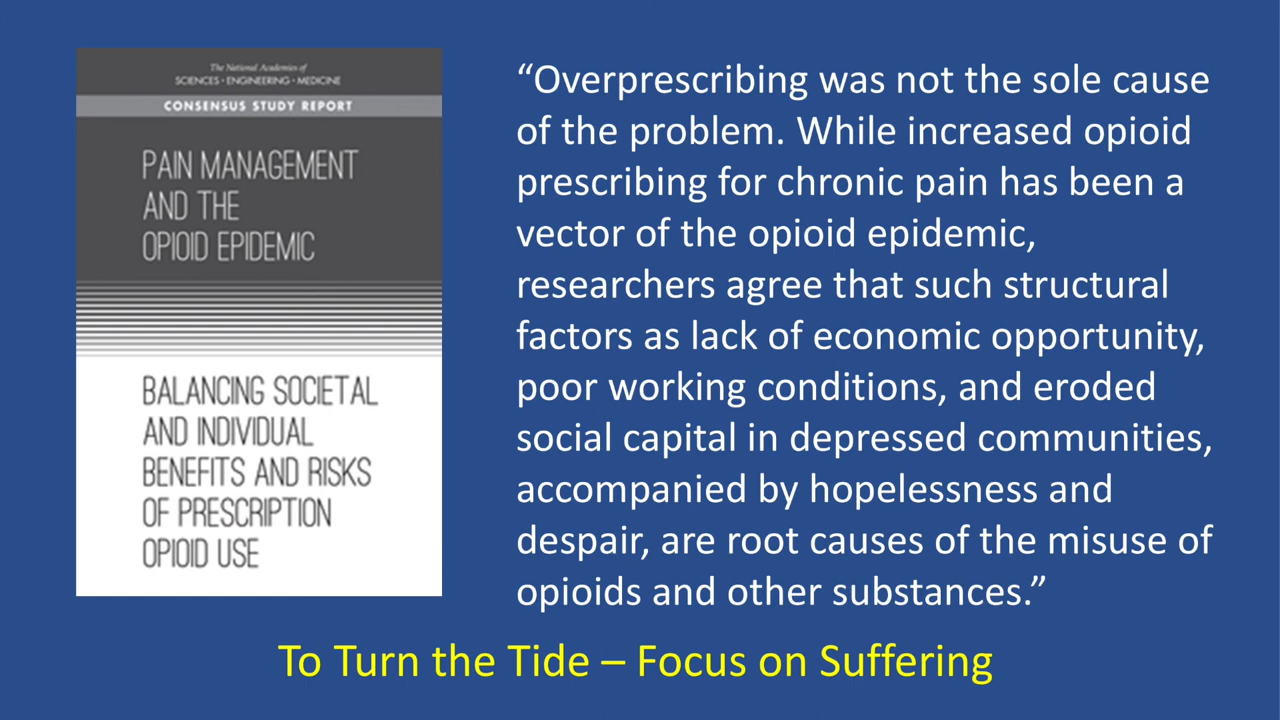 The National Academies of
SCIENCES • ENGINEERING • MEDICINE
CONSENSUS STUDY REPORT
PAIN MANAGEMENT
AND THE
OPIOID EPIDEMIC
BALANCING SOCIETAL
AND INDIVIDUAL
BENEFITS AND RISKS
OF PRESCRIPTION
OPIOID USE
“Overprescribing was not the sole cause
of the problem. While increased opioid
prescribing for chronic pain has been a
vector of the opioid epidemic,
researchers agree that such structural
factors as lack of economic opportunity,
poor working conditions, and eroded
social capital in depressed communities,
accompanied by hopelessness and
despair, are root causes of the misuse of
opioids and other substances.”
To Turn the Tide – Focus on Suffering